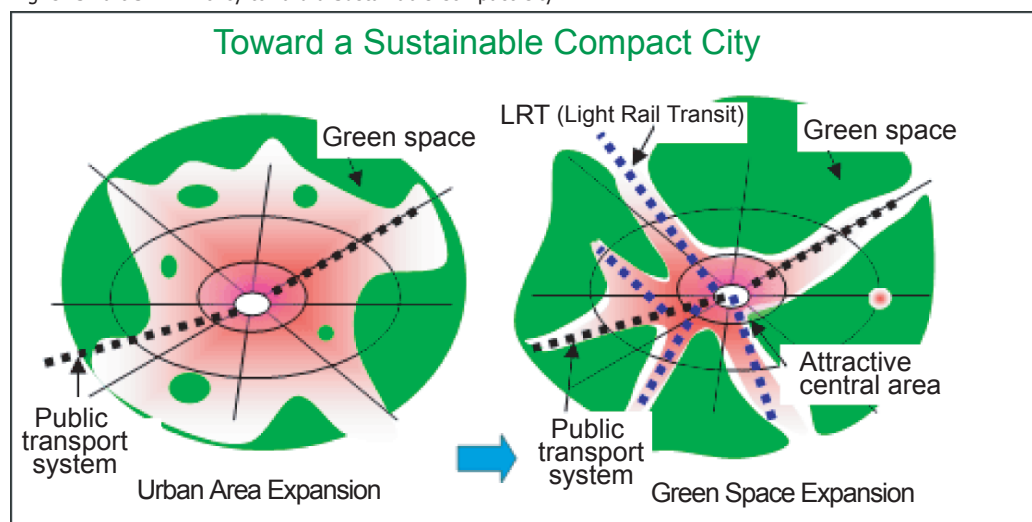 Toward a Sustainable Compact City
Green space
Public
transport
system
Urban Area Expansion
LRT (Light Rail Transit)
Green space
Attractive
central area
Public
transport
system
Green Space Expansion